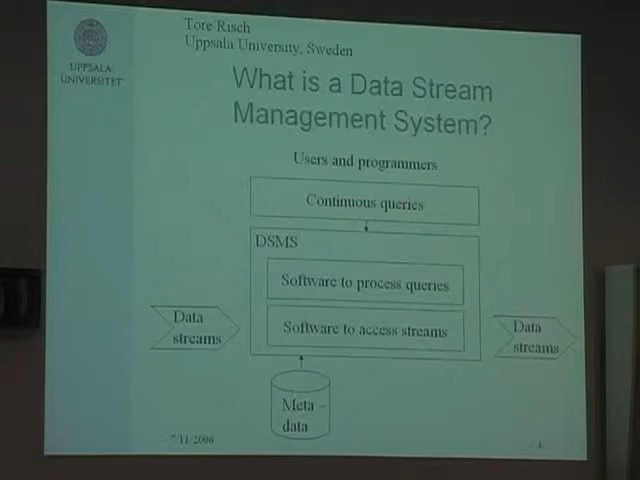 Tore Risch
Uppsala University, Sweden
UPPSALA
UNIVERSITET
What is a Data Stream
Management System?
Users and programmers
Continuous queries
DSMS
Software to process queries
Software to access streams
Data
streams
Data
streams
Meta –
data
7/11/2006